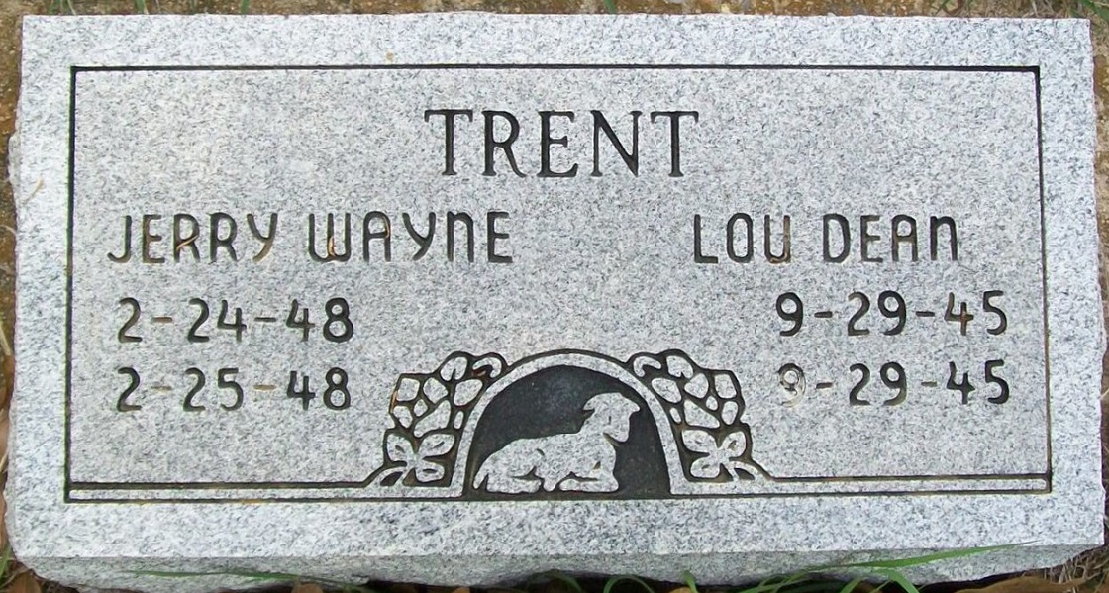 TRENT
JERRY WAYNE LOU DEAN
2-24-48 9-29-45
2-25-48 9-29-45